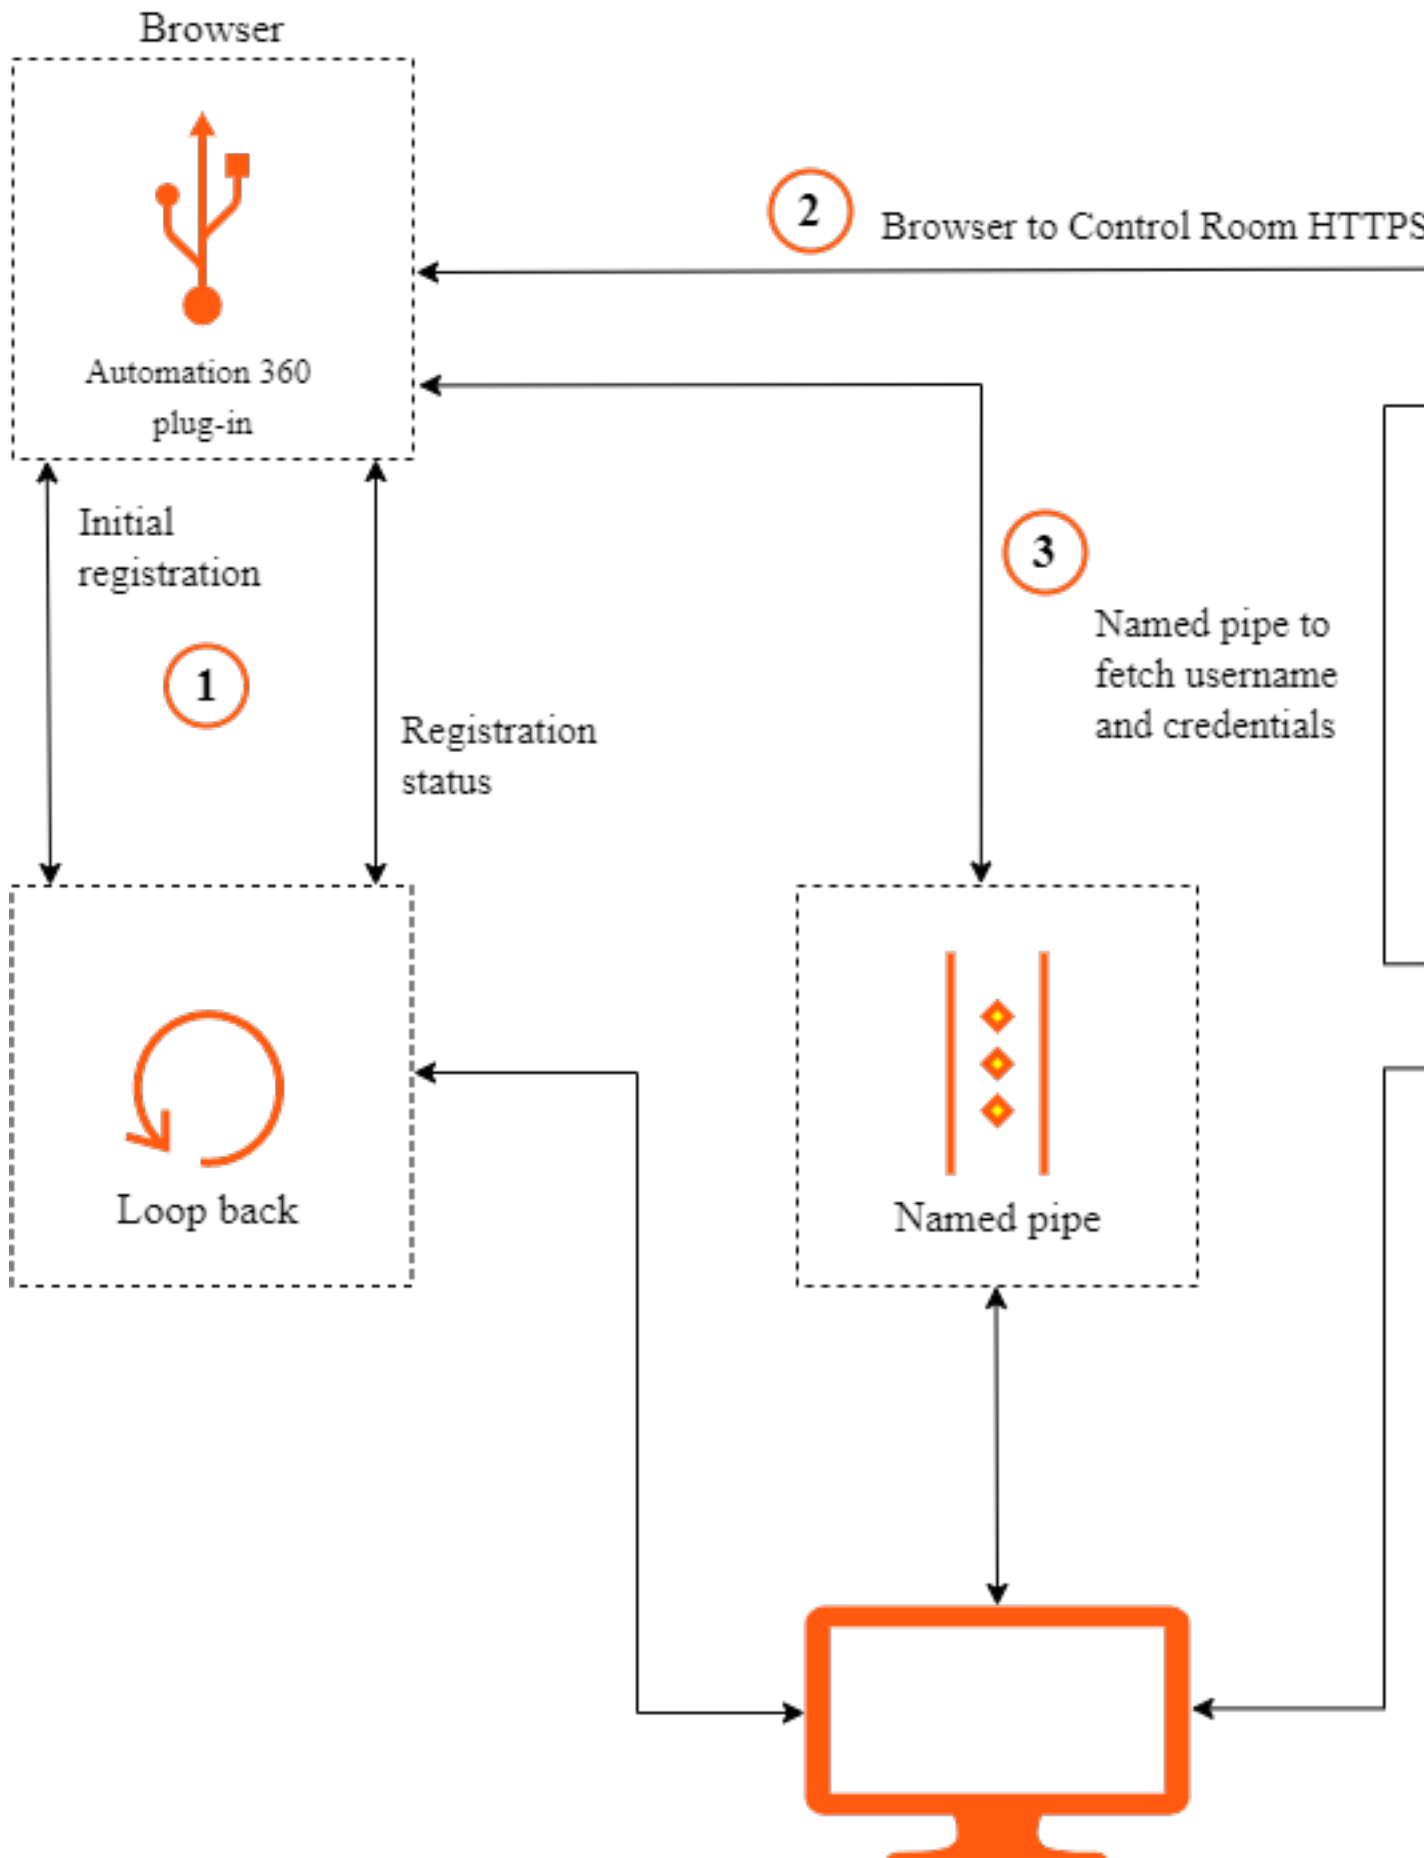 Browser
2
Browser to Control Room HTTPS
Automation 360
plug-in
Initial
registration
1
Registration
status
3
Named pipe to
fetch username
and credentials
Loop back
Named pipe